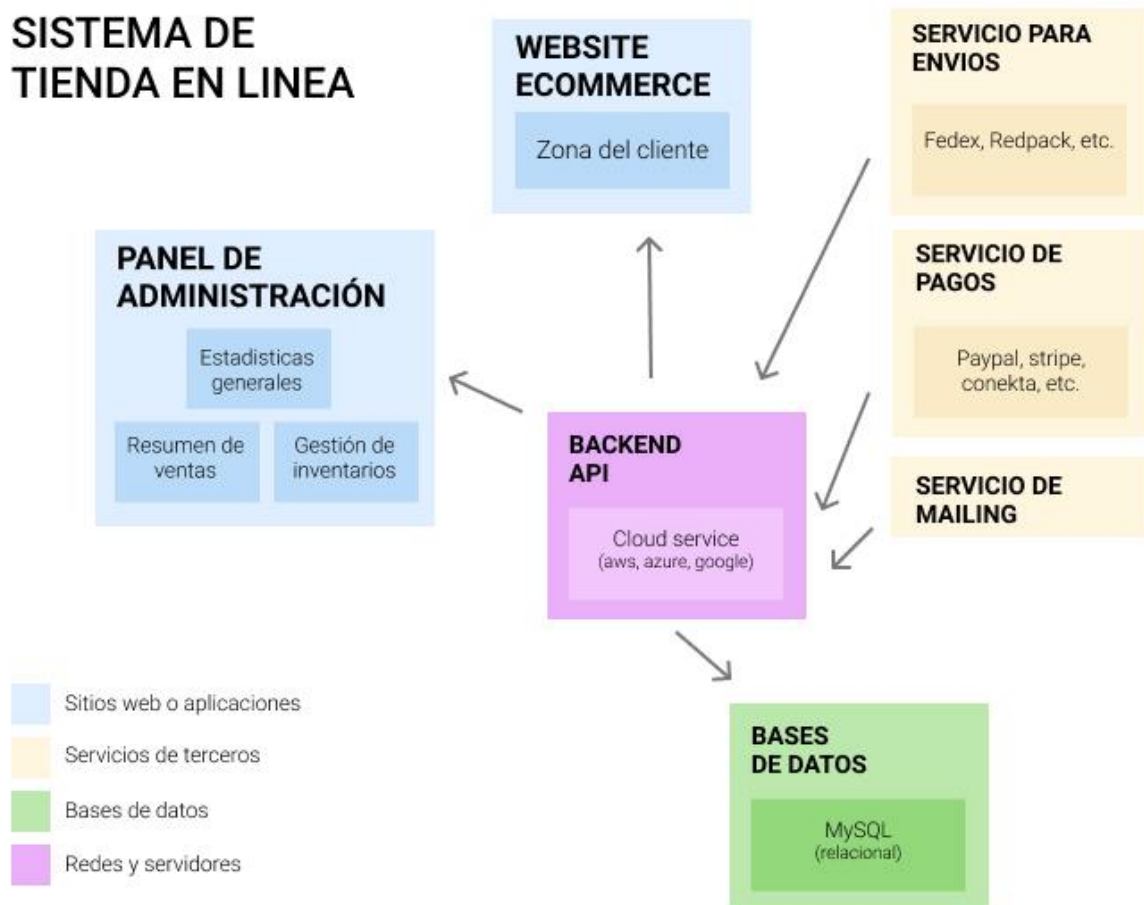 SISTEMA DE
TIENDA EN LINEA
WEBSITE
ECOMMERCE
Zona del cliente
SERVICIO PARA
ENVIOS
Fedex, Redpack, etc.
PANEL DE
ADMINISTRACIÓN
Estadisticas
generales
Resumen de
ventas
Gestión de
inventarios
SERVICIO DE
PAGOS
Paypal, stripe,
conekta, etc.
BACKEND
API
Cloud service
(aws, azure, google)
SERVICIO DE
MAILING
Sitios web o aplicaciones
Servicios de terceros
Bases de datos
Redes y servidores
BASES
DE DATOS
MySQL
(relacional)